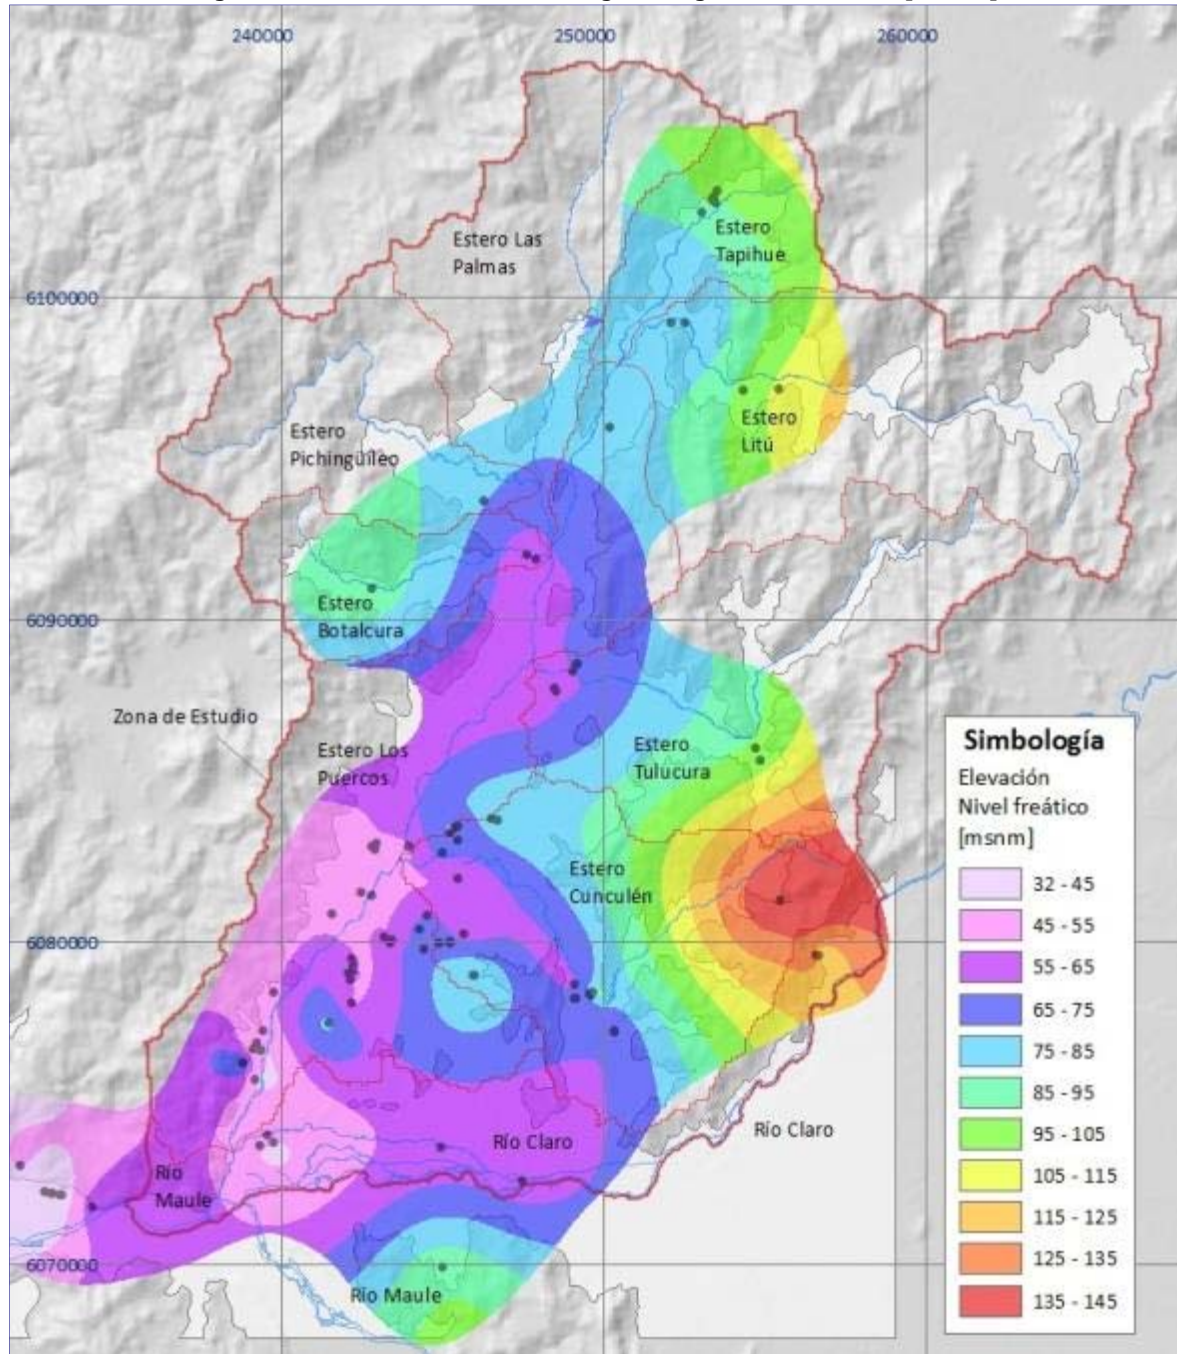 240000
250000
260000
Estero
Tapihue
Estero Las
Palmas
6100000
Estero
Litú
Estero
Pichingüileo
Estero
Botalcura
6090000
Zona de Estudio
Estero Los
Puercos
Estero
Tulucura
Simbología
Elevación
Nivel freático
[msnm]
32 - 45
45 - 55
55 - 65
65 - 75
75 - 85
85 - 95
95 - 105
105 - 115
115 - 125
125 - 135
135 - 145
Estero
Cunculén
6080000
Río Claro
Río Claro
Río
Maule
6070000
Río Maule